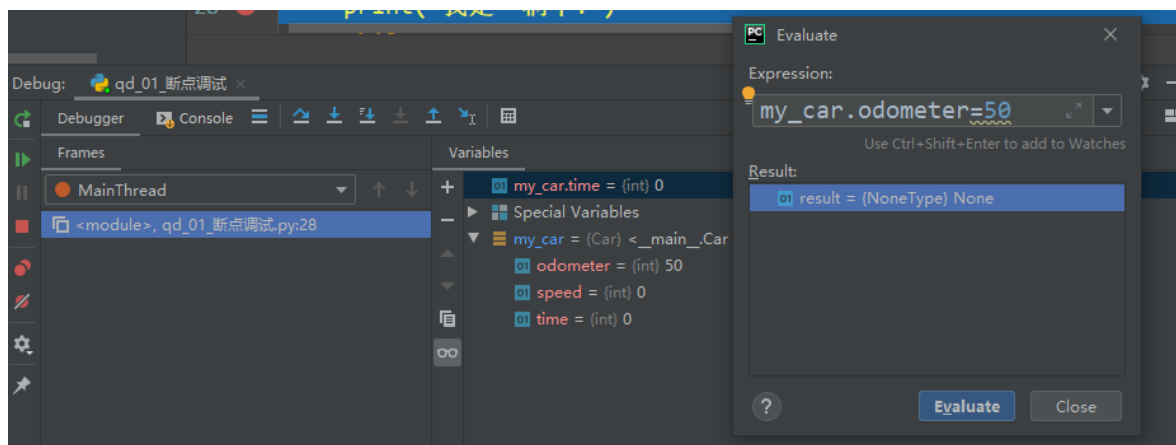 28 print(
Debug: qd_01_断点调试
Debugger Console
Frames
MainThread
<module>, qd_01_断点调试.py:28
Variables
my_car.time = {int} 0
Special Variables
my_car = {Car} <__main__.Car
odometer = {int} 50
speed = {int} 0
time = {int} 0
Evaluate
Expression:
my_car.odometer=50
Use Ctrl+Shift+Enter to add to Watches
Result:
result = {NoneType} None
? Evaluate Close